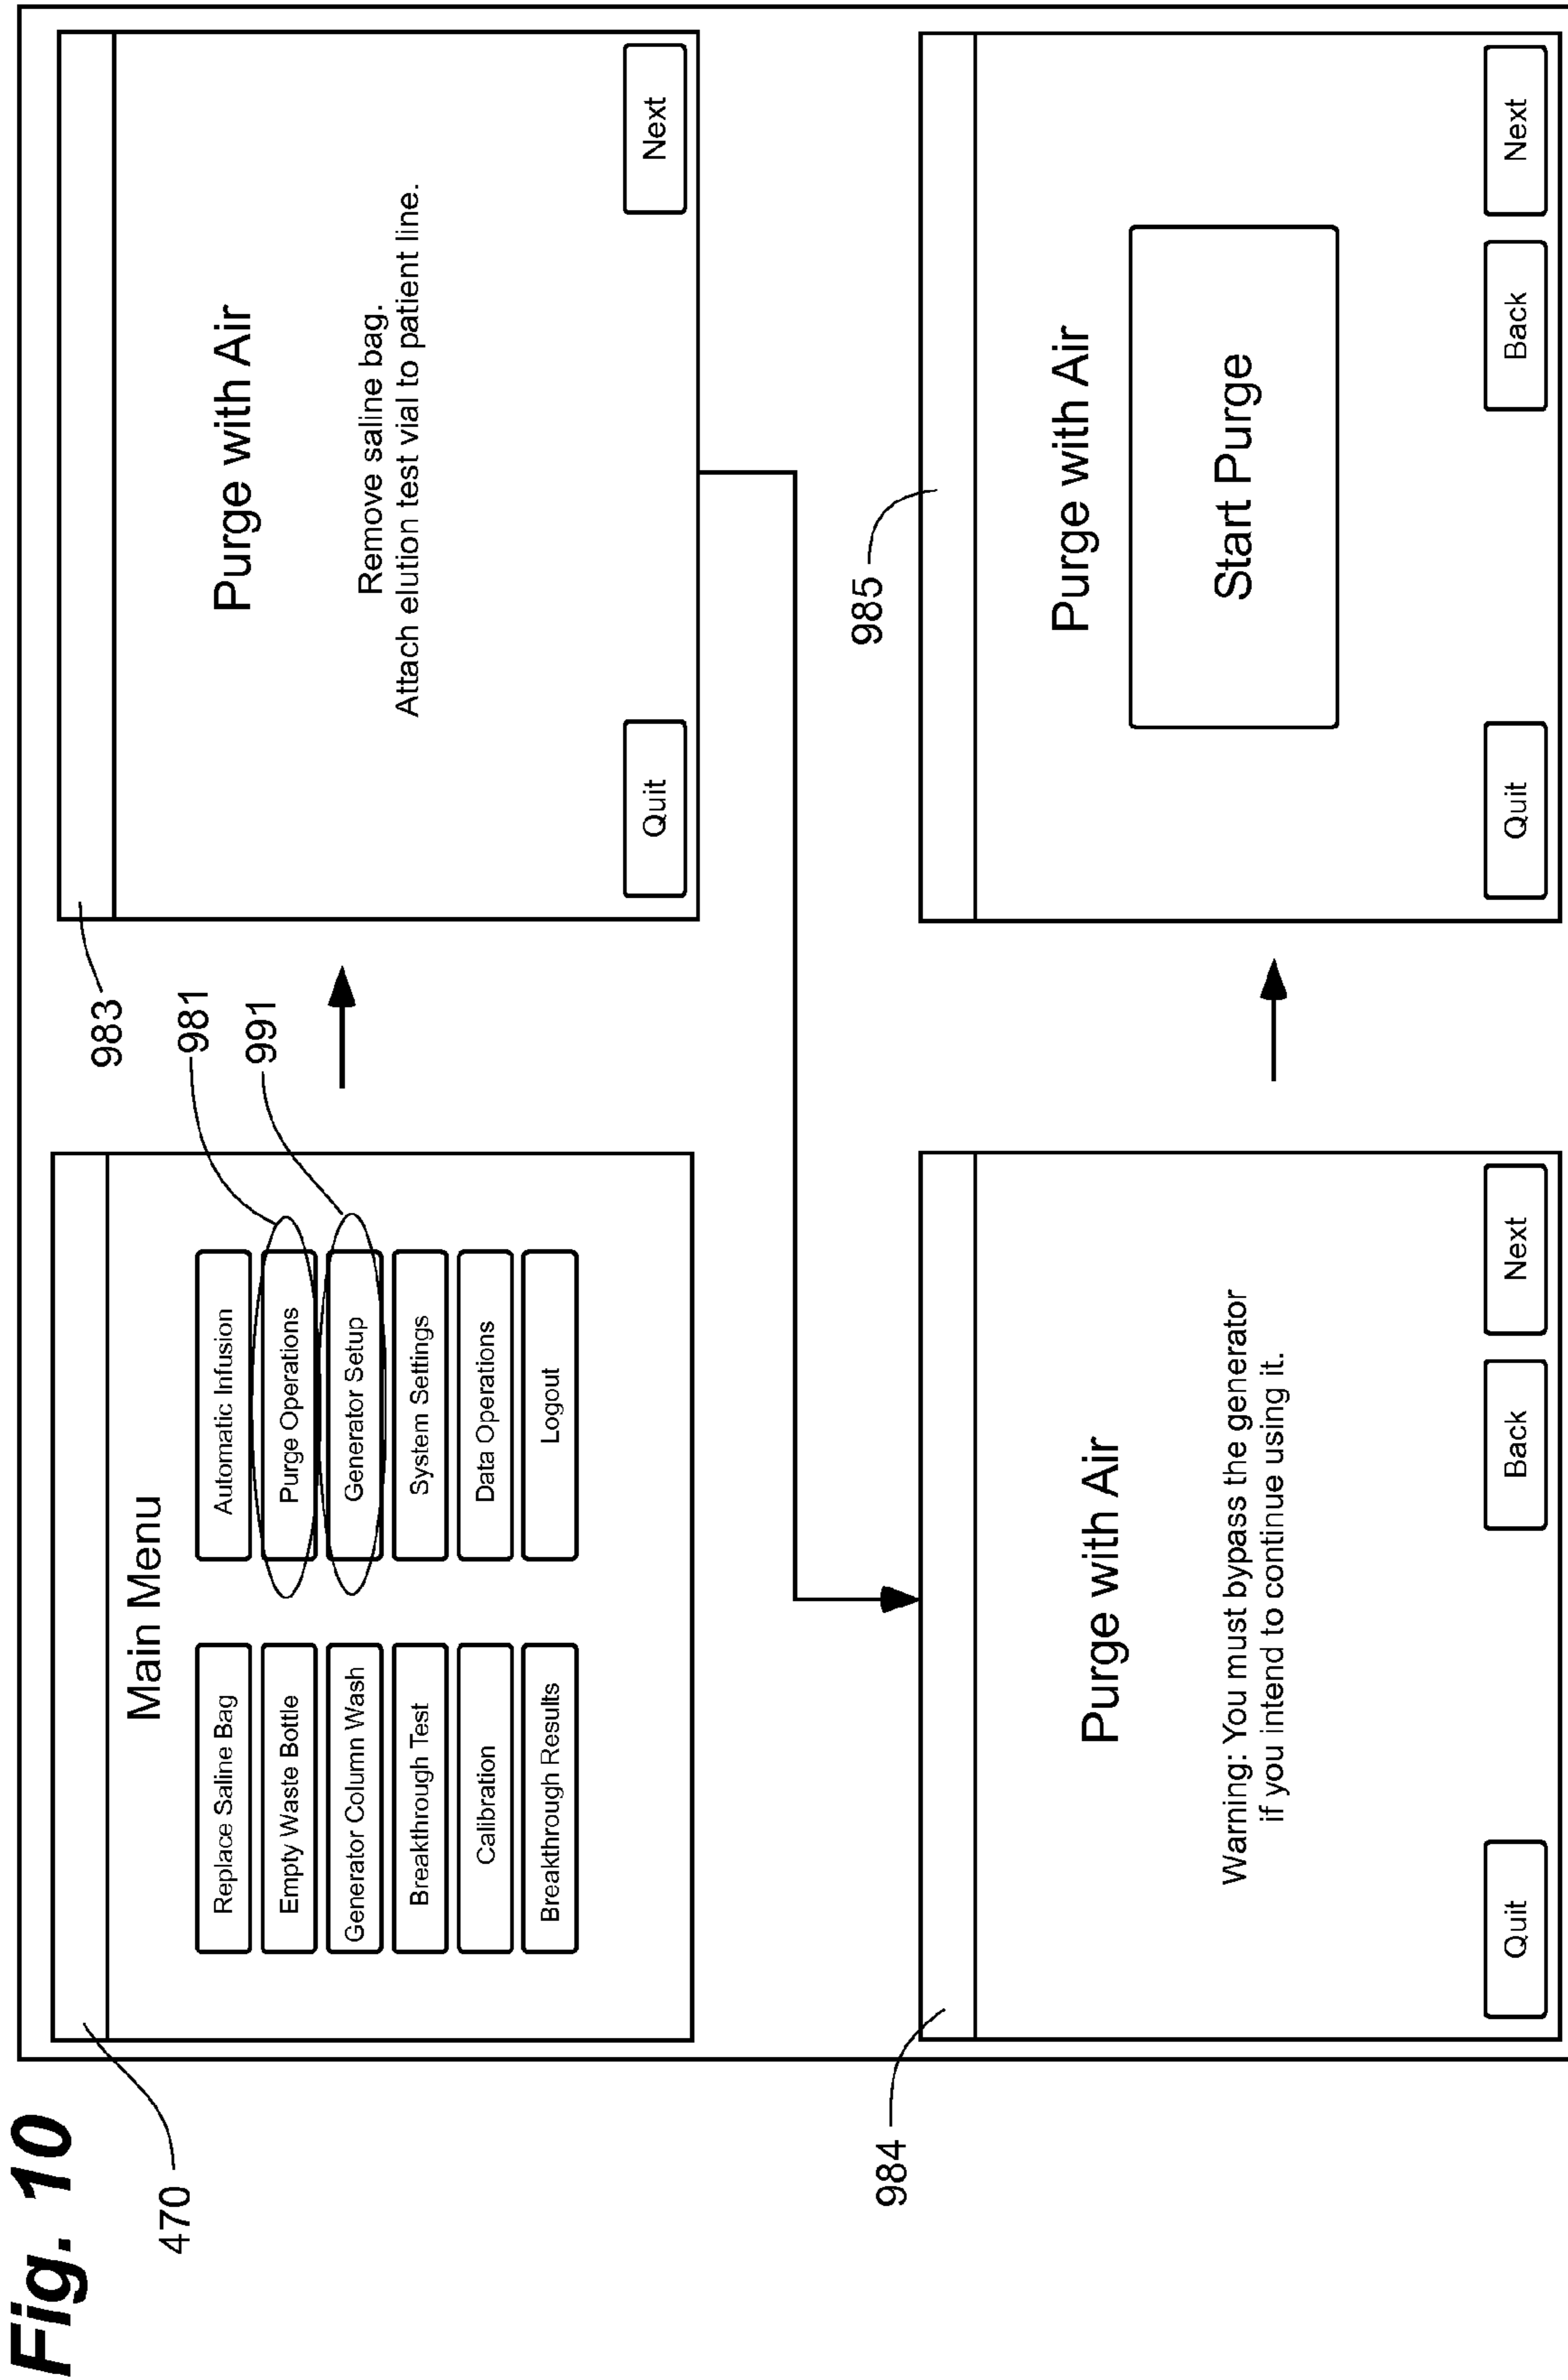 Fig. 10
470
Main Menu
Replace Saline Bag
Empty Waste Bottle
Generator Column Wash
Breakthrough Test
Calibration
Breakthrough Results
Automatic Infusion
Purge Operations
Generator Setup
System Settings
Data Operations
Logout
981
991
983
Purge with Air
Remove saline bag.
Attach elution test vial to patient line.
Quit
Next
984
Purge with Air
Warning: You must bypass the generator
if you intend to continue using it.
Quit
Back
Next
985
Purge with Air
Start Purge
Quit
Back
Next